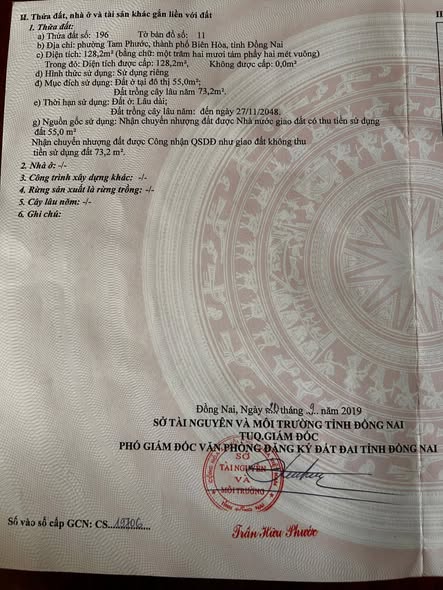 II. Thửa đất, nhà ở và tài sản khác gắn liền với đất
1. Thửa đất:
a) Thửa đất số: 196 Tờ bản đồ số: 11
b) Địa chỉ: phường Tam Phước, thành phố Biên Hòa, tỉnh Đồng Nai
c) Diện tích: 128,2m² (bằng chữ: một trăm hai mươi tám phẩy hai mét vuông)
Trong đó: Diện tích được cấp: 128,2m², Không được cấp: 0,0m²
d) Hình thức sử dụng: Sử dụng riêng
đ) Mục đích sử dụng: Đất ở tại đô thị 55,0m²;
Đất trồng cây lâu năm 73,2m².
e) Thời hạn sử dụng: Đất ở: Lâu dài;
Đất trồng cây lâu năm: đến ngày 27/11/2048.
g) Nguồn gốc sử dụng: Nhận chuyển nhượng đất được Nhà nước giao đất có thu tiền sử dụng
đất 55,0 m²
Nhận chuyển nhượng đất được Công nhận QSDĐ như giao đất không thu
tiền sử dụng đất 73,2 m².
2. Nhà ở: -/-
3. Công trình xây dựng khác: -/-
4. Rừng sản xuất là rừng trồng: -/-
5. Cây lâu năm: -/-
6. Ghi chú:
Đồng Nai, Ngày tháng 9 năm 2019
SỞ TÀI NGUYÊN VÀ MÔI TRƯỜNG TỈNH ĐỒNG NAI
TUQ.GIÁM ĐỐC
PHÓ GIÁM ĐỐC VĂN PHÒNG ĐĂNG KÝ ĐẤT ĐAI TỈNH ĐỒNG NAI
SỞ
TÀI NGUYÊN
VÀ
MÔI TRƯỜNG
Số vào sổ cấp GCN: CS 19706
Trần Hữu Phước